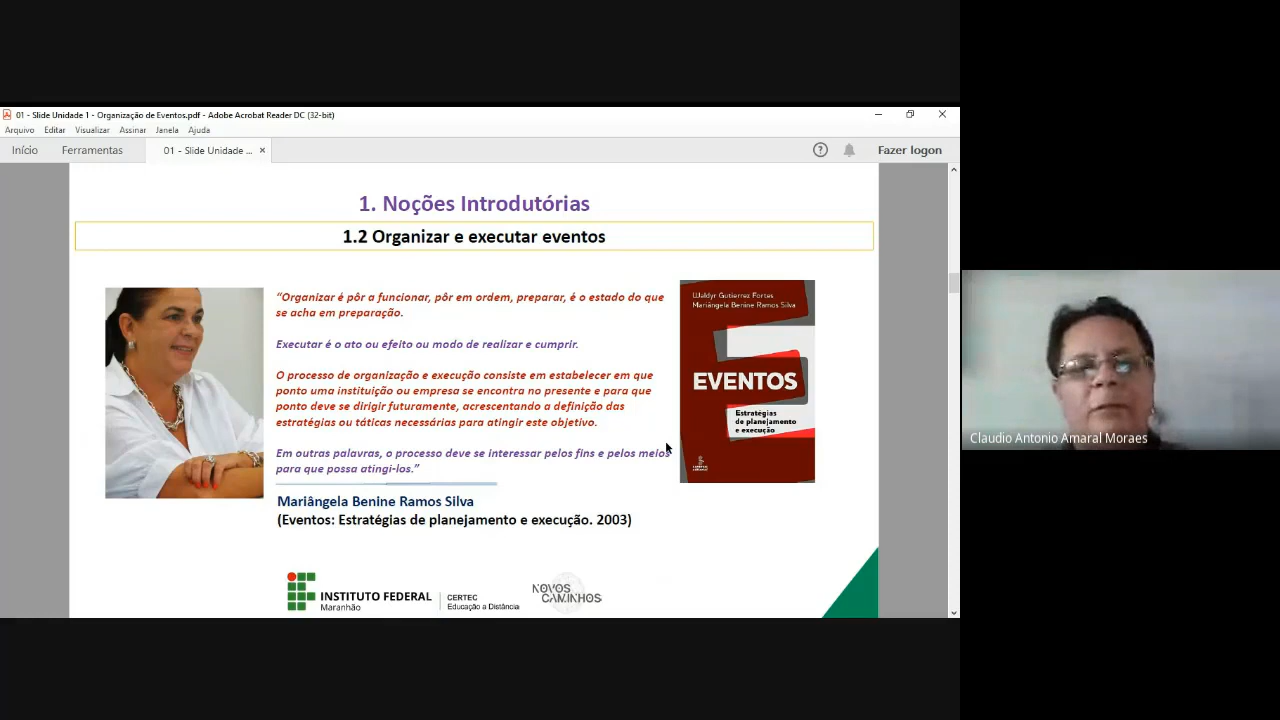 01 - Slide Unidade 1 - Organização de Eventos.pdf - Adobe Acrobat Reader DC (32-bit)
Arquivo Editar Visualizar Assinar Janela Ajuda
Início Ferramentas 01 - Slide Unidade ... × ? Fazer logon
1. Noções Introdutórias
1.2 Organizar e executar eventos
“Organizar é pôr a funcionar, pôr em ordem, preparar, é o estado do que
se acha em preparação.
Executar é o ato ou efeito ou modo de realizar e cumprir.
O processo de organização e execução consiste em estabelecer em que
ponto uma instituição ou empresa se encontra no presente e para que
ponto deve se dirigir futuramente, acrescentando a definição das
estratégias ou táticas necessárias para atingir este objetivo.
Em outras palavras, o processo deve se interessar pelos fins e pelos meios
para que possa atingi-los.”
Mariângela Benine Ramos Silva
(Eventos: Estratégias de planejamento e execução. 2003)
Waldyr Gutierrez Fortes
Mariângela Benine Ramos Silva
EVENTOS
Estratégias
de planejamento
e execução
INSTITUTO FEDERAL
Maranhão
CERTEC
Educação a Distância
NOVOS
CAMINHOS
Claudio Antonio Amaral Moraes